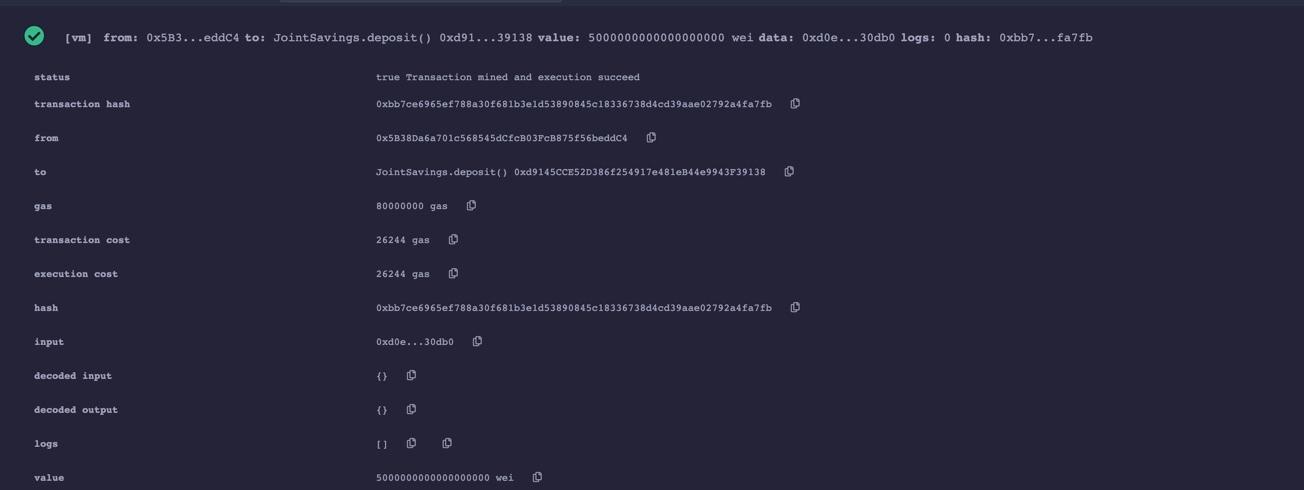 [vm] from: 0x5B3...eddC4 to: JointSavings.deposit() 0xd91...39138 value: 5000000000000000000 wei data: 0xd0e...30db0 logs: 0 hash: 0xbb7...fa7fb
status true Transaction mined and execution succeed
transaction hash 0xbb7ce6965ef788a30f681b3e1d53890845c18336738d4cd39aae02792a4fa7fb
from 0x5B38Da6a701c568545dCfcB03FcB875f56beddC4
to JointSavings.deposit() 0xd9145CCE52D386f254917e481eB44e9943F39138
gas 80000000 gas
transaction cost 26244 gas
execution cost 26244 gas
hash 0xbb7ce6965ef788a30f681b3e1d53890845c18336738d4cd39aae02792a4fa7fb
input 0xd0e...30db0
decoded input {}
decoded output {}
logs []
value 5000000000000000000 wei